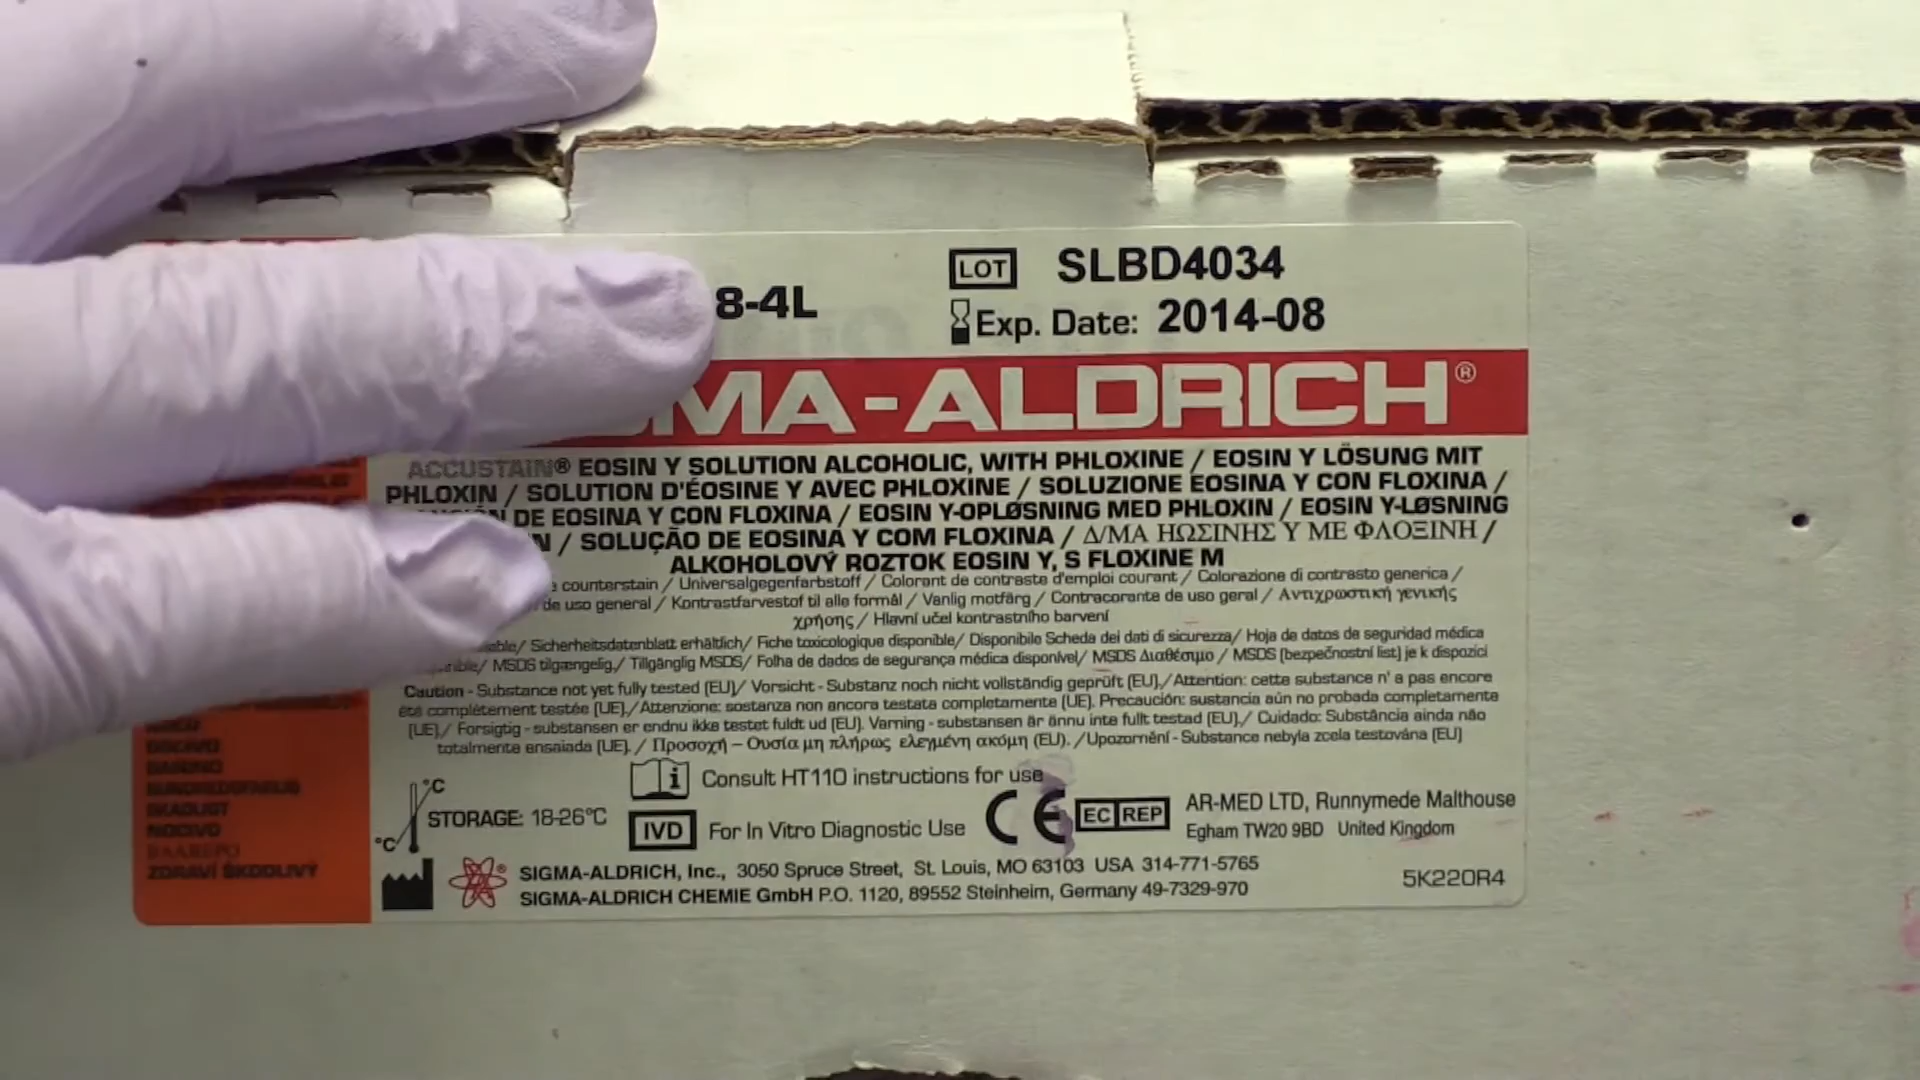 8-4L
LOT SLBD4034
Exp. Date: 2014-08
MA-ALDRICH®
ACCUSTAIN® EOSIN Y SOLUTION ALCOHOLIC, WITH PHLOXINE / EOSIN Y LÖSUNG MIT
PHLOXIN / SOLUTION D'ÉOSINE Y AVEC PHLOXINE / SOLUZIONE EOSINA Y CON FLOXINA /
DE EOSINA Y CON FLOXINA / EOSIN Y-OPLØSNING MED PHLOXIN / EOSIN Y-LØSNING
/ SOLUÇÃO DE EOSINA Y COM FLOXINA / Δ/ΜΑ ΗΩΣΙΝΗΣ Υ ΜΕ ΦΛΟΞΙΝΗ /
ALKOHOLOVÝ ROZTOK EOSIN Y, S FLOXINE M
counterstain / Universalgegenfarbstoff / Colorant de contraste d'emploi courant / Colorazione di contrasto generica /
de uso general / Kontrastfarvestof til alle formål / Vanlig motfärg / Contracorante de uso geral / Αντιχρωστική γενικής
χρήσης / Hlavní učel kontrastního barvení
Sicherheitsdatenblatt erhältlich/ Fiche toxicologique disponible/ Disponibile Scheda dei dati di sicurezza/ Hoja de datos de seguridad médica
MSDS tilgængelig./ Tillgänglig MSDS/ Folha de dados de segurança médica disponível/ MSDS Διαθέσιμο / MSDS (bezpečnostní list) je k dispozici
Caution - Substance not yet fully tested (EU)/ Vorsicht - Substanz noch nicht vollständig geprüft (EU)./Attention: cette substance n' a pas encore
été complètement testée (UE)./Attenzione: sostanza non ancora testata completamente (UE). Precaución: sustancia aún no probada completamente
(UE)./ Forsigtig - substansen er endnu ikke testet fuldt ud (EU). Varning - substansen är ännu inte fullt testad (EU)./ Cuidado: Substância ainda não
totalmente ensaiada (UE). / Προσοχή – Ουσία μη πλήρως ελεγμένη ακόμη (EU). /Upozornění - Substance nebyla zcela testována (EU)
°C
°C
STORAGE: 18-26°C
i Consult HT110 instructions for use
IVD For In Vitro Diagnostic Use
CE EC REP
AR-MED LTD, Runnymede Malthouse
Egham TW20 9BD United Kingdom
SIGMA-ALDRICH, Inc., 3050 Spruce Street, St. Louis, MO 63103 USA 314-771-5765
SIGMA-ALDRICH CHEMIE GmbH P.O. 1120, 89552 Steinheim, Germany 49-7329-970
5K220R4
NOCIVO
ZDRAVÍ ŠKODLIVÝ